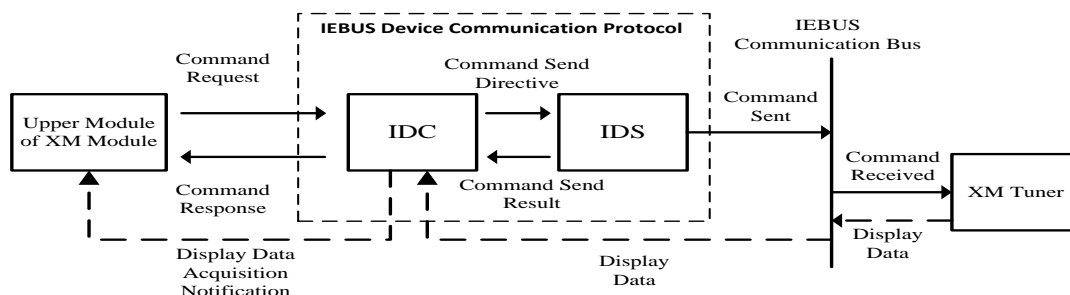 IEBUS Device Communication Protocol
IEBUS
Communication Bus
Command
Request
Command Send
Directive
Command
Sent
Upper Module
of XM Module
IDC
IDS
Command
Response
Command Send
Result
Command
Received
XM Tuner
Display
Data
Display Data
Acquisition
Notification
Display
Data